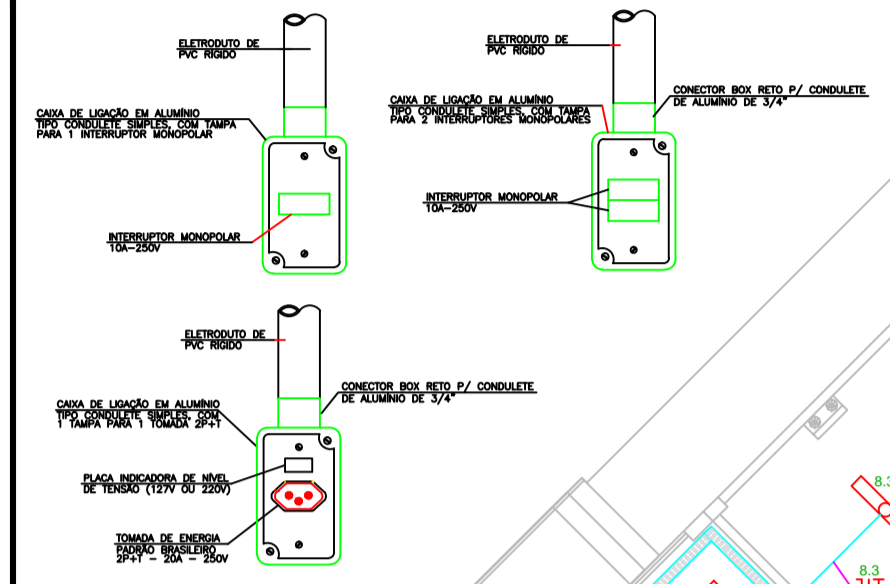 ELETRODUTO DE
PVC RÍGIDO
CAIXA DE LIGAÇÃO EM ALUMÍNIO
TIPO CONDULETE SIMPLES, COM TAMPA
PARA 1 INTERRUPTOR MONOPOLAR
INTERRUPTOR MONOPOLAR
10A-250V
ELETRODUTO DE
PVC RÍGIDO
CAIXA DE LIGAÇÃO EM ALUMÍNIO
TIPO CONDULETE SIMPLES, COM TAMPA
PARA 2 INTERRUPTORES MONOPOLARES
CONECTOR BOX RETO P/ CONDULETE
DE ALUMÍNIO DE 3/4"
INTERRUPTOR MONOPOLAR
10A-250V
ELETRODUTO DE
PVC RÍGIDO
CONECTOR BOX RETO P/ CONDULETE
DE ALUMÍNIO DE 3/4"
CAIXA DE LIGAÇÃO EM ALUMÍNIO
TIPO CONDULETE SIMPLES, COM
1 TAMPA PARA 1 TOMADA 2P+T
PLACA INDICADORA DE NÍVEL
DE TENSÃO (127V OU 220V)
TOMADA DE ENERGIA
PADRÃO BRASILEIRO
2P+T - 20A - 250V
8.3
8.3